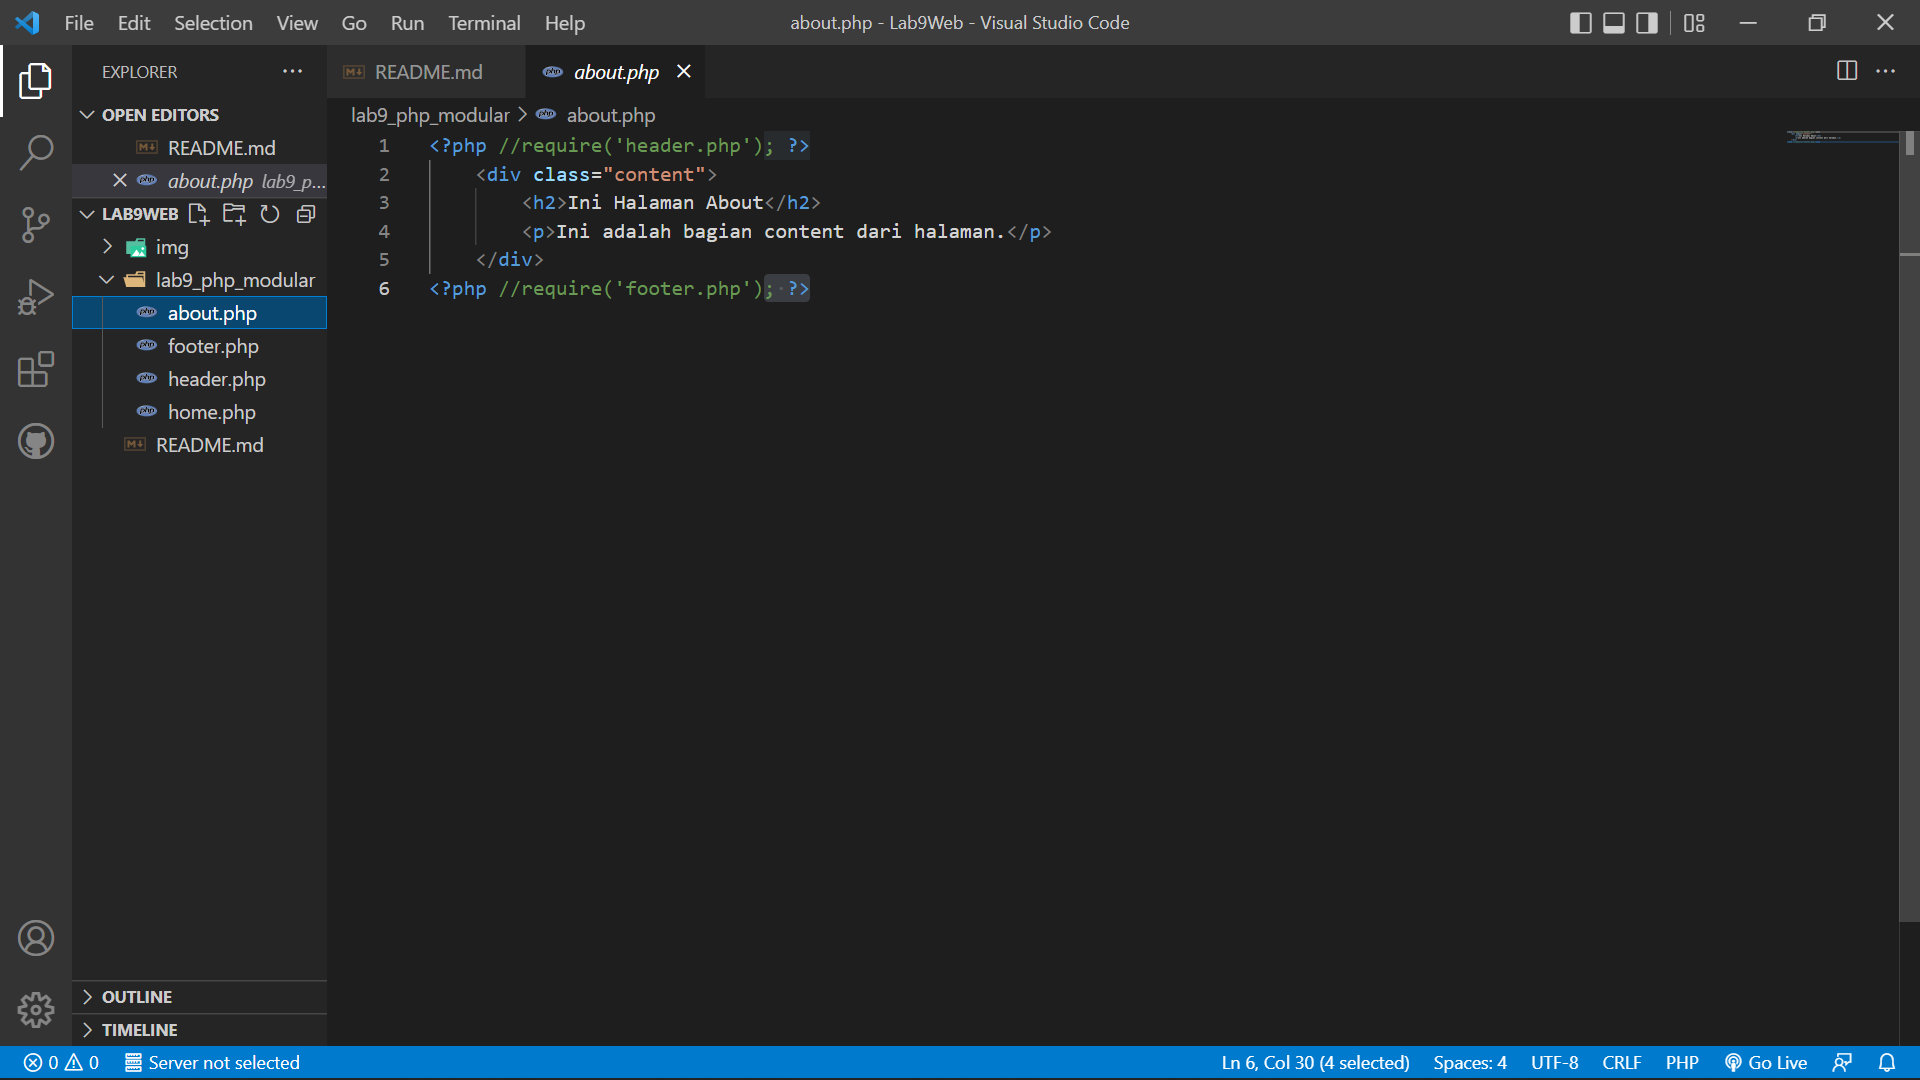 File Edit Selection View Go Run Terminal Help
about.php - Lab9Web - Visual Studio Code
EXPLORER
OPEN EDITORS
README.md
about.php lab9_p...
LAB9WEB
img
lab9_php_modular
about.php
footer.php
header.php
home.php
README.md
OUTLINE
TIMELINE
README.md
about.php
lab9_php_modular > about.php
1 <?php //require('header.php'); ?>
2 <div class="content">
3 <h2>Ini Halaman About</h2>
4 <p>Ini adalah bagian content dari halaman.</p>
5 </div>
6 <?php //require('footer.php'); ?>
0 0 Server not selected
Ln 6, Col 30 (4 selected) Spaces: 4 UTF-8 CRLF PHP Go Live